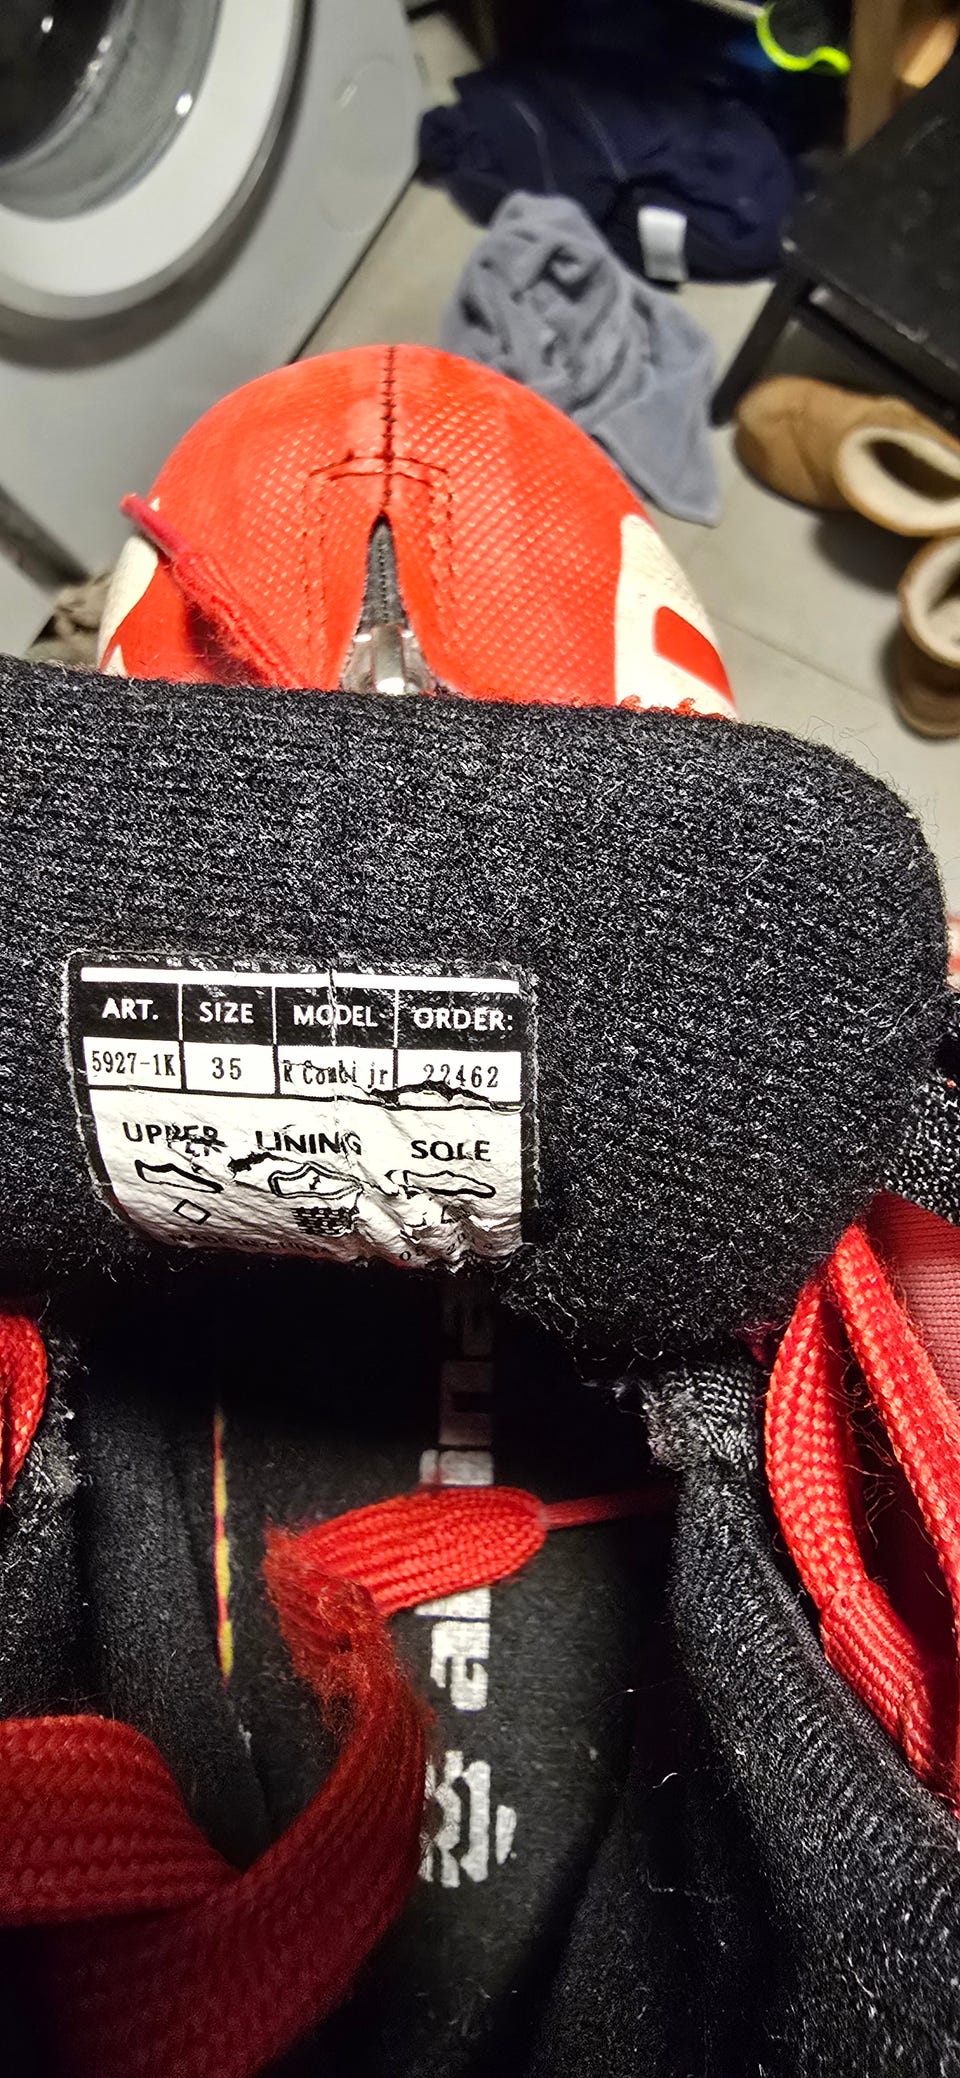 ART. SIZE MODEL ORDER:
5927-1K 35 R Combi jr 22462
UPPER LINING SOLE